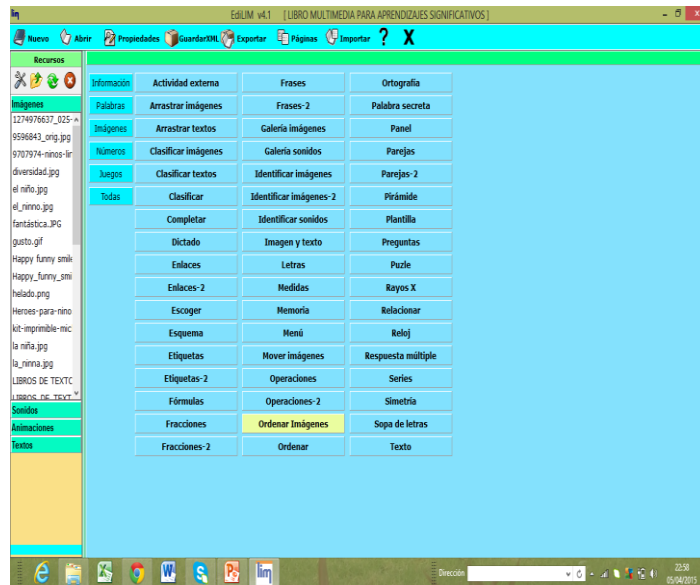 lim EdiLIM v4.1 [ LIBRO MULTIMEDIA PARA APRENDIZAJES SIGNIFICATIVOS ]
Nuevo Abrir Propiedades GuardarXML Exportar Páginas Importar ? X
Recursos
Imágenes
1274976637_025-
9596843_orig.jpg
9707974-ninos-lir
diversidad.jpg
el niño.jpg
el_ninno.jpg
fantástica.JPG
gusto.gif
Happy funny smile
Happy_funny_smi
helado.png
Heroes-para-nino
kit-imprimible-mic
la niña.jpg
la_ninna.jpg
LIBROS DE TEXTO
LIBROS DE TEXT
Sonidos
Animaciones
Textos
Información
Palabras
Imágenes
Números
Juegos
Todas
Actividad externa
Arrastrar imágenes
Arrastrar textos
Clasificar imágenes
Clasificar textos
Clasificar
Completar
Dictado
Enlaces
Enlaces-2
Escoger
Esquema
Etiquetas
Etiquetas-2
Fórmulas
Fracciones
Fracciones-2
Frases
Frases-2
Galería imágenes
Galería sonidos
Identificar imágenes
Identificar imágenes-2
Identificar sonidos
Imagen y texto
Letras
Medidas
Memoria
Menú
Mover imágenes
Operaciones
Operaciones-2
Ordenar Imágenes
Ordenar
Ortografía
Palabra secreta
Panel
Parejas
Parejas-2
Pirámide
Plantilla
Preguntas
Puzle
Rayos X
Relacionar
Reloj
Respuesta múltiple
Series
Simetría
Sopa de letras
Texto
lim
Dirección
22:58
05/04/2015